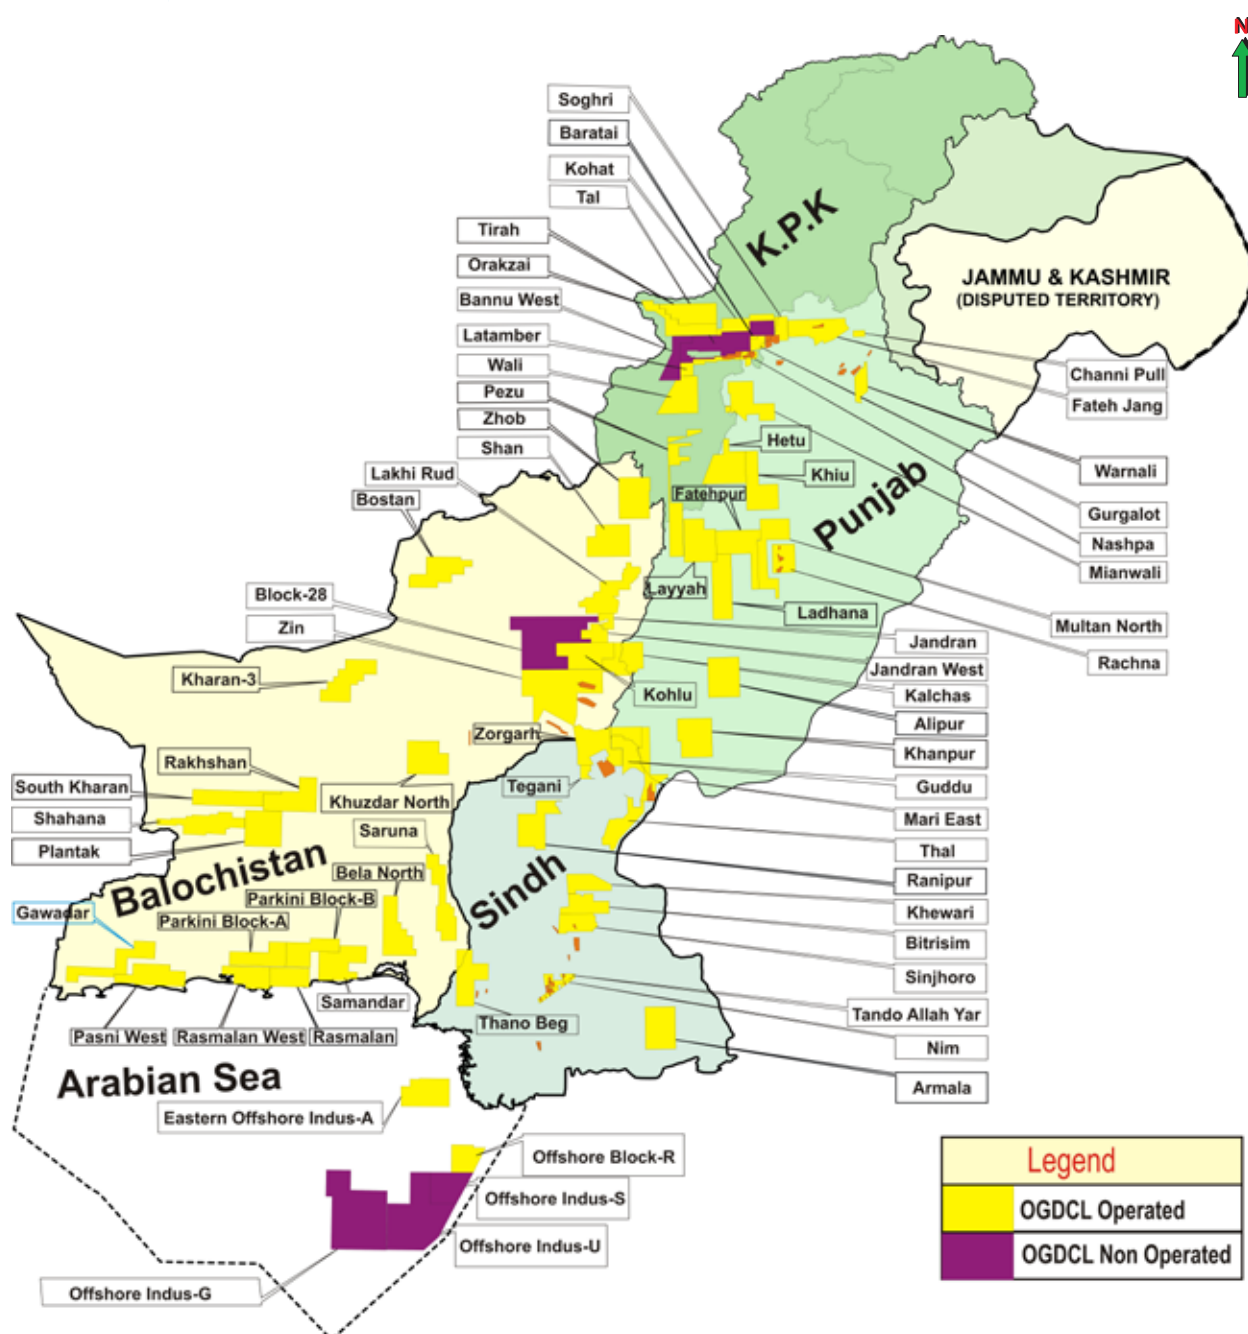 N
Soghri
Baratai
Kohat
Tal
Tirah
Orakzai
Bannu West
Latamber
Wali
Pezu
Zhob
Shan
Lakhi Rud
Bostan
Block-28
Zin
Kharan-3
Rakhshan
South Kharan
Shahana
Plantak
Khuzdar North
Saruna
Bela North
Balochistan
Parkini Block-B
Parkini Block-A
Gawadar
Pasni West
Rasmalan West
Rasmalan
Samandar
Thano Beg
K.P.K
JAMMU & KASHMIR
(DISPUTED TERRITORY)
Channi Pull
Fateh Jang
Warnali
Gurgalot
Nashpa
Mianwali
Hetu
Khiu
Fatehpur
Punjab
Layyah
Ladhana
Multan North
Rachna
Jandran
Jandran West
Kalchas
Alipur
Khanpur
Kohlu
Zorgarh
Tegani
Guddu
Mari East
Thal
Ranipur
Khewari
Bitrisim
Sinjhoro
Tando Allah Yar
Nim
Armala
Sindh
Arabian Sea
Eastern Offshore Indus-A
Offshore Block-R
Offshore Indus-S
Offshore Indus-U
Offshore Indus-G
Legend
OGDCL Operated
OGDCL Non Operated